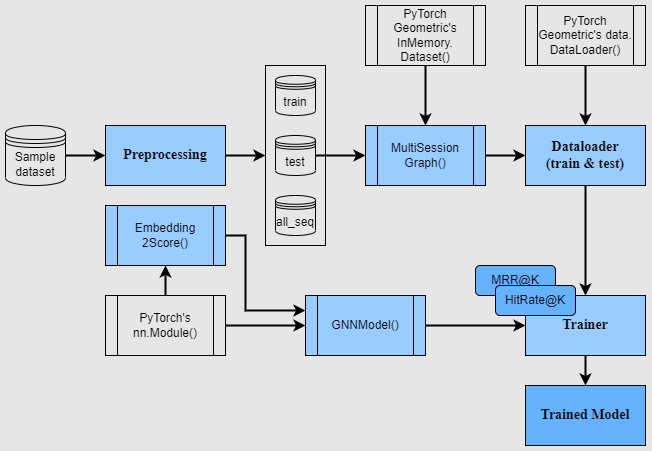 PyTorch
Geometric's
InMemory.
Dataset()
PyTorch
Geometric's data.
DataLoader()
train
Sample
dataset
Preprocessing
test
MultiSession
Graph()
Dataloader
(train & test)
all_seq
Embedding
2Score()
MRR@K
HitRate@K
PyTorch's
nn.Module()
GNNModel()
Trainer
Trained Model